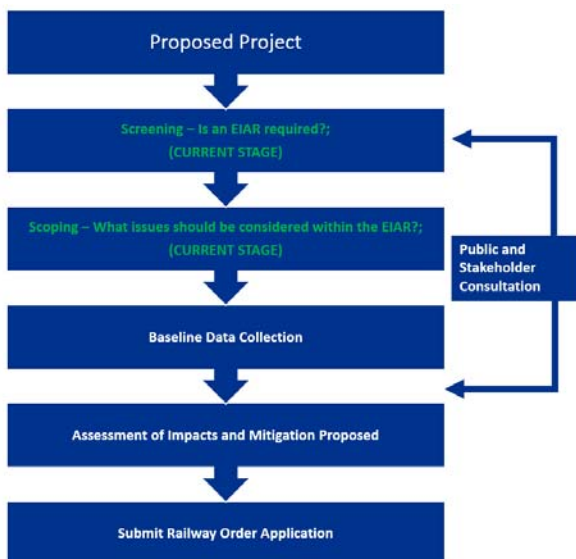 Proposed Project
Screening – Is an EIAR required?;
(CURRENT STAGE)
Scoping – What issues should be considered within the EIAR?;
(CURRENT STAGE)
Public and
Stakeholder
Consultation
Baseline Data Collection
Assessment of Impacts and Mitigation Proposed
Submit Railway Order Application